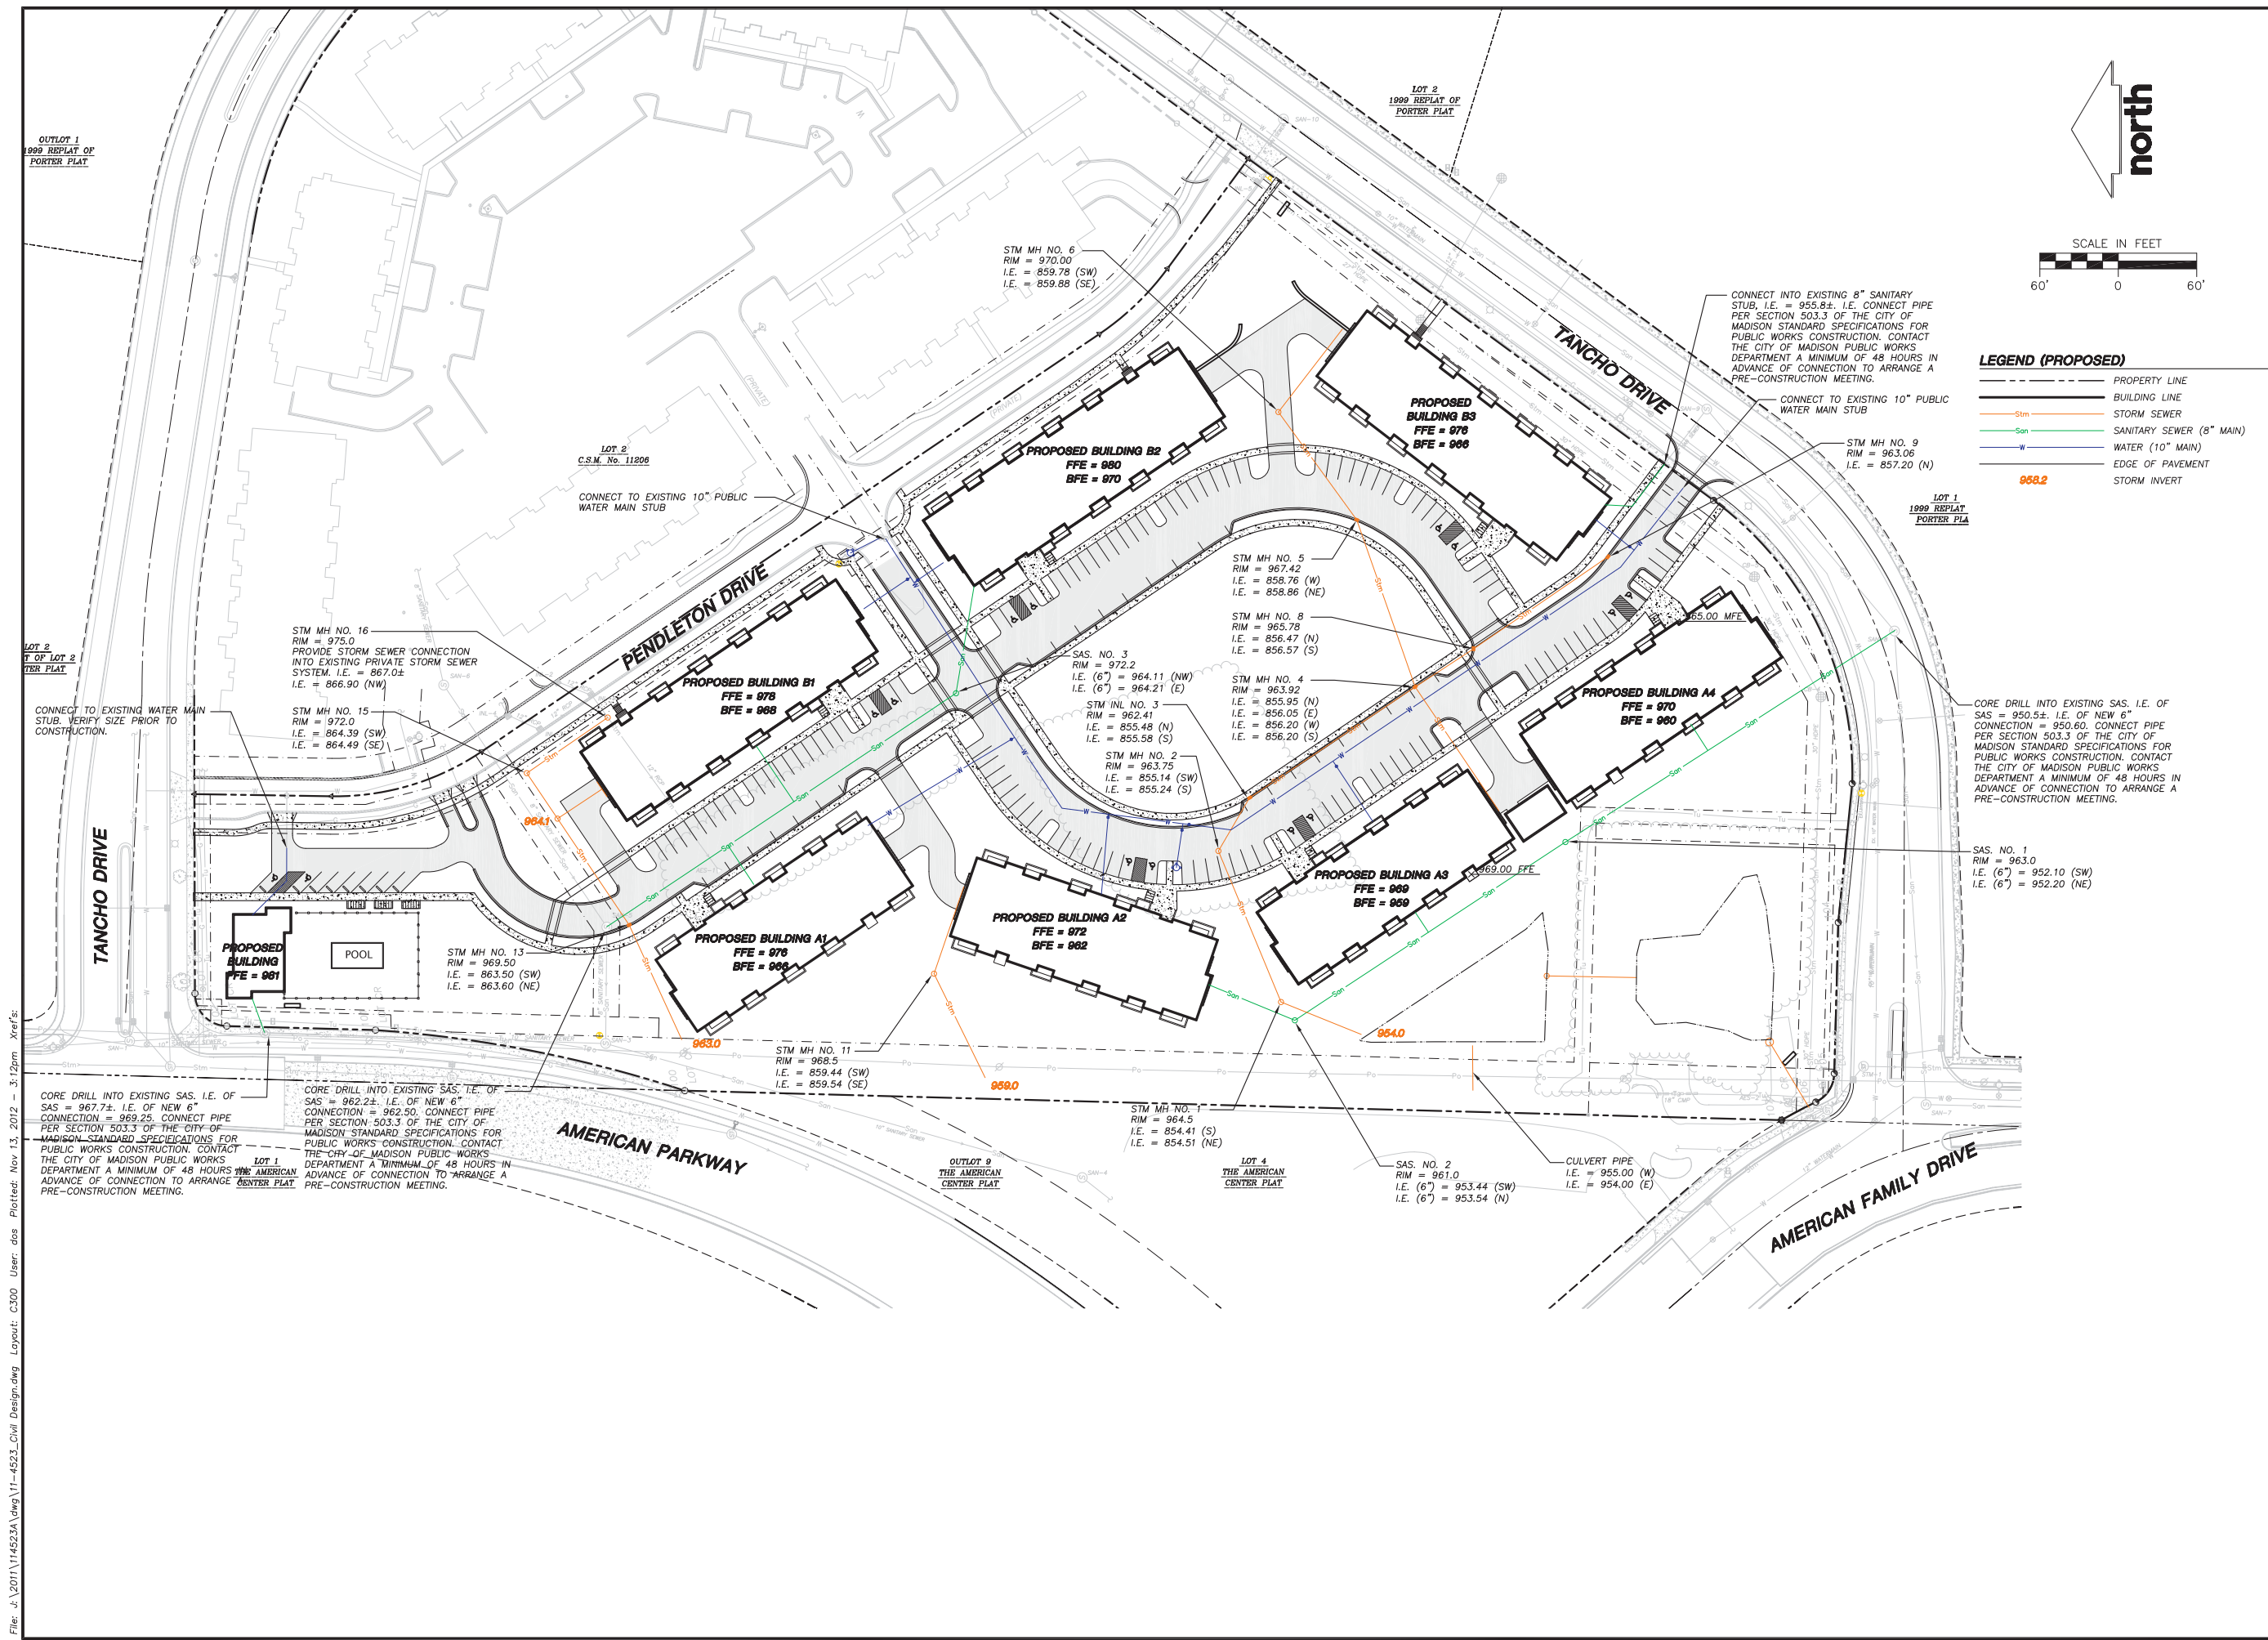 OUTLOT 1
1999 REPLAT OF
PORTER PLAT
LOT 2
1999 REPLAT OF
PORTER PLAT
north
SCALE IN FEET
60' 0 60'
STM MH NO. 6
RIM = 970.00
I.E. = 859.78 (SW)
I.E. = 859.88 (SE)
CONNECT INTO EXISTING 8" SANITARY
STUB, I.E. = 955.8±. I.E. CONNECT PIPE
PER SECTION 503.3 OF THE CITY OF
MADISON STANDARD SPECIFICATIONS FOR
PUBLIC WORKS CONSTRUCTION. CONTACT
THE CITY OF MADISON PUBLIC WORKS
DEPARTMENT A MINIMUM OF 48 HOURS IN
ADVANCE OF CONNECTION TO ARRANGE A
PRE-CONSTRUCTION MEETING.
TANCHO DRIVE
LEGEND (PROPOSED)
PROPERTY LINE
BUILDING LINE
Stm STORM SEWER
San SANITARY SEWER (8" MAIN)
W WATER (10" MAIN)
EDGE OF PAVEMENT
958.2 STORM INVERT
CONNECT TO EXISTING 10" PUBLIC
WATER MAIN STUB
STM MH NO. 9
RIM = 963.06
I.E. = 857.20 (N)
LOT 1
1999 REPLAT
PORTER PLA
PROPOSED
BUILDING B3
FFE = 976
BFE = 966
PROPOSED BUILDING B2
FFE = 980
BFE = 970
LOT 2
C.S.M. No. 11206
(PRIVATE)
(PRIVATE)
CONNECT TO EXISTING 10" PUBLIC
WATER MAIN STUB
PENDLETON DRIVE
STM MH NO. 5
RIM = 967.42
I.E. = 858.76 (W)
I.E. = 858.86 (NE)
STM MH NO. 8
RIM = 965.78
I.E. = 856.47 (N)
I.E. = 856.57 (S)
STM MH NO. 4
RIM = 963.92
I.E. = 855.95 (N)
I.E. = 856.05 (E)
I.E. = 856.20 (W)
I.E. = 856.20 (S)
SAS. NO. 3
RIM = 972.2
I.E. (6") = 964.11 (NW)
I.E. (6") = 964.21 (E)
STM INL NO. 3
RIM = 962.41
I.E. = 855.48 (N)
I.E. = 855.58 (S)
STM MH NO. 2
RIM = 963.75
I.E. = 855.14 (SW)
I.E. = 855.24 (S)
STM MH NO. 16
RIM = 975.0
PROVIDE STORM SEWER CONNECTION
INTO EXISTING PRIVATE STORM SEWER
SYSTEM. I.E. = 867.0±
I.E. = 866.90 (NW)
STM MH NO. 15
RIM = 972.0
I.E. = 864.39 (SW)
I.E. = 864.49 (SE)
LOT 2
T OF LOT 2
TER PLAT
CONNECT TO EXISTING WATER MAIN
STUB. VERIFY SIZE PRIOR TO
CONSTRUCTION.
PROPOSED BUILDING B1
FFE = 978
BFE = 968
65.00 MFE
PROPOSED BUILDING A4
FFE = 970
BFE = 960
CORE DRILL INTO EXISTING SAS. I.E. OF
SAS = 950.5±. I.E. OF NEW 6"
CONNECTION = 950.60. CONNECT PIPE
PER SECTION 503.3 OF THE CITY OF
MADISON STANDARD SPECIFICATIONS FOR
PUBLIC WORKS CONSTRUCTION. CONTACT
THE CITY OF MADISON PUBLIC WORKS
DEPARTMENT A MINIMUM OF 48 HOURS IN
ADVANCE OF CONNECTION TO ARRANGE A
PRE-CONSTRUCTION MEETING.
964.1
TANCHO DRIVE
SAS. NO. 1
RIM = 963.0
I.E. (6") = 952.10 (SW)
I.E. (6") = 952.20 (NE)
969.00 FFE
PROPOSED BUILDING A3
FFE = 969
BFE = 959
PROPOSED BUILDING A2
FFE = 972
BFE = 962
PROPOSED BUILDING A1
FFE = 976
BFE = 966
PROPOSED
BUILDING
FFE = 981
POOL
STM MH NO. 13
RIM = 969.50
I.E. = 863.50 (SW)
I.E. = 863.60 (NE)
963.0
954.0
959.0
STM MH NO. 11
RIM = 968.5
I.E. = 859.44 (SW)
I.E. = 859.54 (SE)
CORE DRILL INTO EXISTING SAS. I.E. OF
SAS = 967.7±. I.E. OF NEW 6"
CONNECTION = 969.25. CONNECT PIPE
PER SECTION 503.3 OF THE CITY OF
MADISON STANDARD SPECIFICATIONS FOR
PUBLIC WORKS CONSTRUCTION. CONTACT
THE CITY OF MADISON PUBLIC WORKS
DEPARTMENT A MINIMUM OF 48 HOURS IN
ADVANCE OF CONNECTION TO ARRANGE A
PRE-CONSTRUCTION MEETING.
LOT 1
THE AMERICAN
CENTER PLAT
CORE DRILL INTO EXISTING SAS. I.E. OF
SAS = 962.2±. I.E. OF NEW 6"
CONNECTION = 962.50. CONNECT PIPE
PER SECTION 503.3 OF THE CITY OF
MADISON STANDARD SPECIFICATIONS FOR
PUBLIC WORKS CONSTRUCTION. CONTACT
THE CITY OF MADISON PUBLIC WORKS
DEPARTMENT A MINIMUM OF 48 HOURS IN
ADVANCE OF CONNECTION TO ARRANGE A
PRE-CONSTRUCTION MEETING.
AMERICAN PARKWAY
OUTLOT 9
THE AMERICAN
CENTER PLAT
STM MH NO. 1
RIM = 964.5
I.E. = 854.41 (S)
I.E. = 854.51 (NE)
LOT 4
THE AMERICAN
CENTER PLAT
SAS. NO. 2
RIM = 961.0
I.E. (6") = 953.44 (SW)
I.E. (6") = 953.54 (N)
CULVERT PIPE
I.E. = 955.00 (W)
I.E. = 954.00 (E)
AMERICAN FAMILY DRIVE
File: J:\2011\114523A\dwg\11-4523_Civil Design.dwg Layout: C300 User: dos Plotted: Nov 13, 2012 - 3:12pm Xref's: